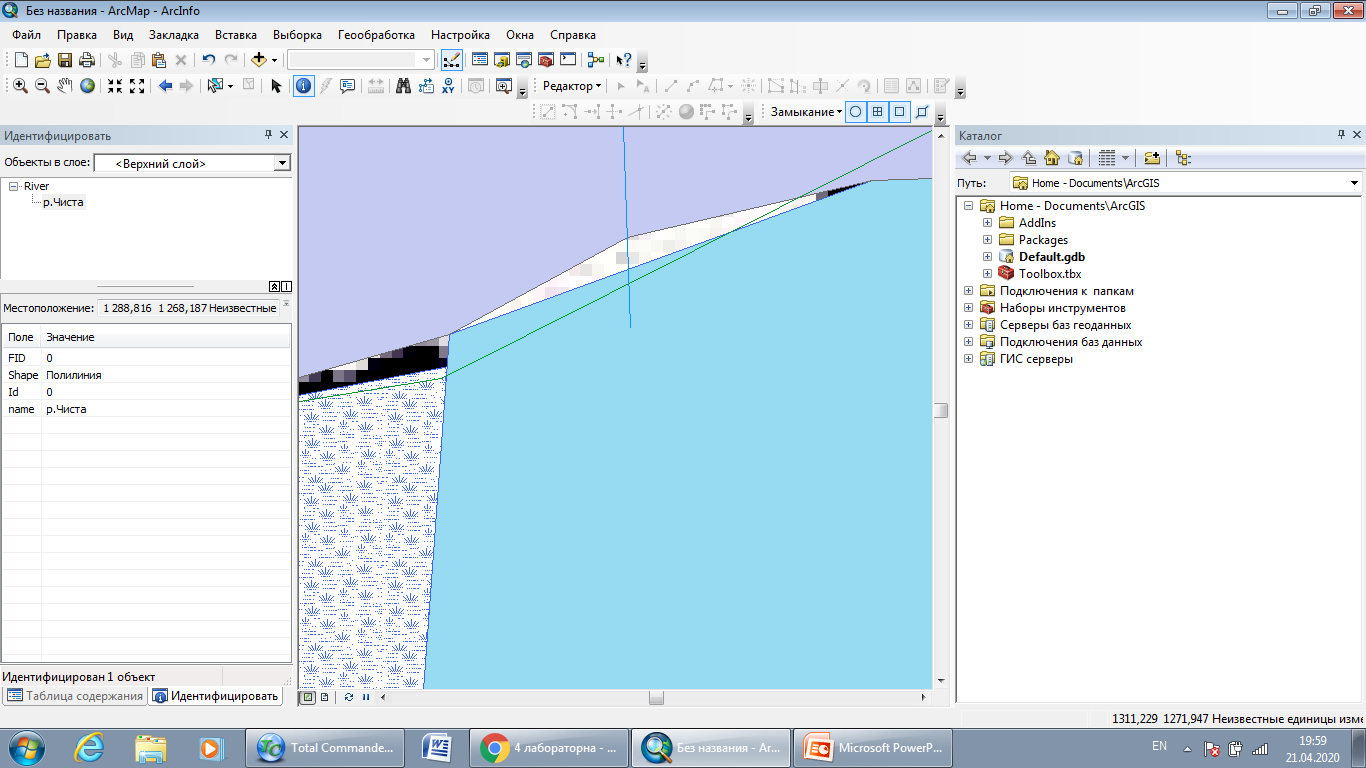 Без названия - ArcMap - ArcInfo
Файл Правка Вид Закладка Вставка Выборка Геообработка Настройка Окна Справка
Редактор
Замыкание
Идентифицировать
Объекты в слое: <Верхний слой>
River
р.Чиста
Местоположение: 1 288,816 1 268,187 Неизвестные
Поле Значение
FID 0
Shape Полилиния
Id 0
name р.Чиста
Идентифицирован 1 объект
Таблица содержания Идентифицировать
Каталог
Путь: Home - Documents\ArcGIS
Home - Documents\ArcGIS
AddIns
Packages
Default.gdb
Toolbox.tbx
Подключения к папкам
Наборы инструментов
Серверы баз геоданных
Подключения баз данных
ГИС серверы
1311,229 1271,947 Неизвестные единицы изме
Total Commande... 4 лабораторна - ... Без названия - Ar... Microsoft PowerP...
EN
19:59
21.04.2020